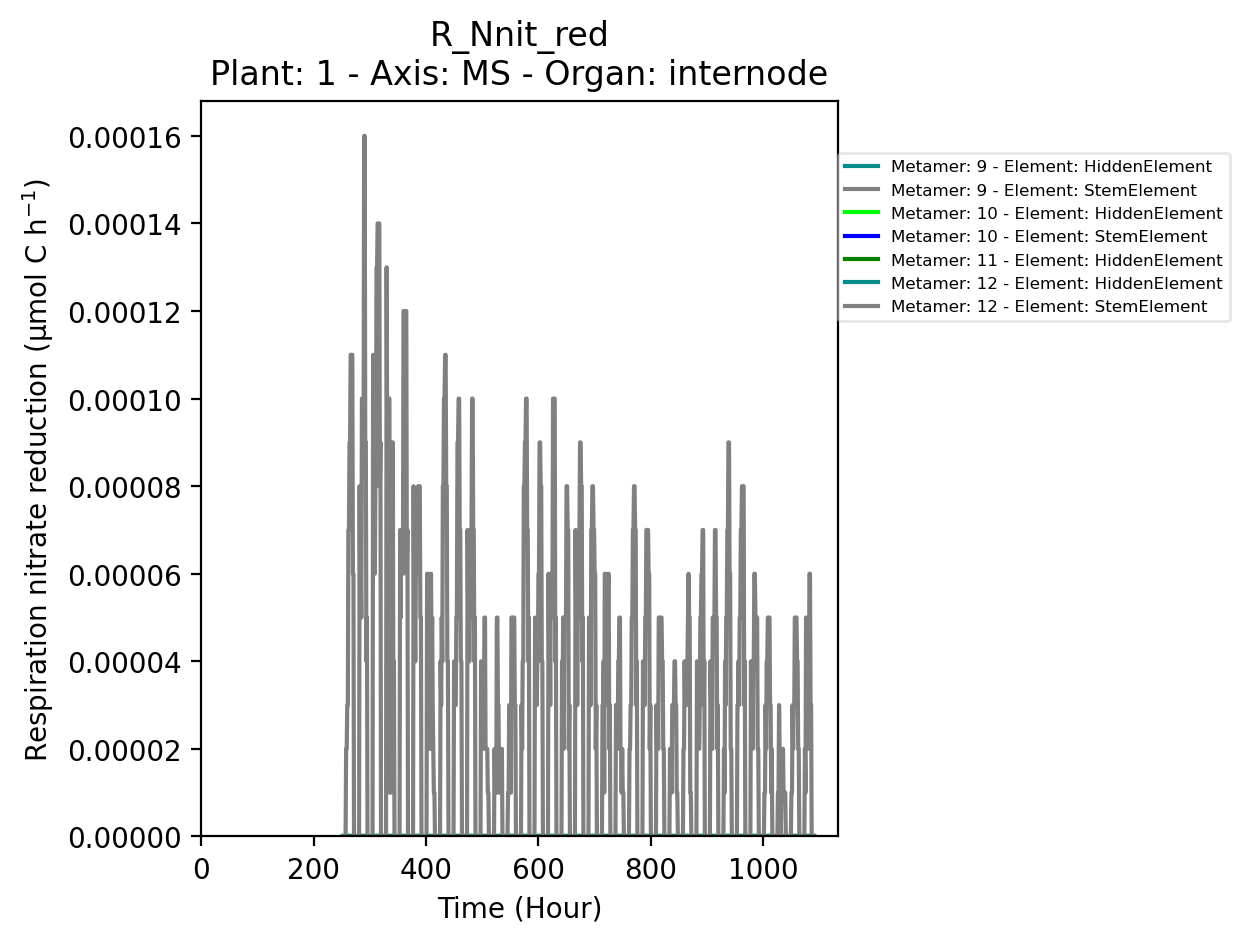 R_Nnit_red
Plant: 1 - Axis: MS - Organ: internode
Respiration nitrate reduction (µmol C h⁻¹)
0.00016
0.00014
0.00012
0.00010
0.00008
0.00006
0.00004
0.00002
0.00000
0 200 400 600 800 1000
Time (Hour)
Metamer: 9 - Element: HiddenElement
Metamer: 9 - Element: StemElement
Metamer: 10 - Element: HiddenElement
Metamer: 10 - Element: StemElement
Metamer: 11 - Element: HiddenElement
Metamer: 12 - Element: HiddenElement
Metamer: 12 - Element: StemElement